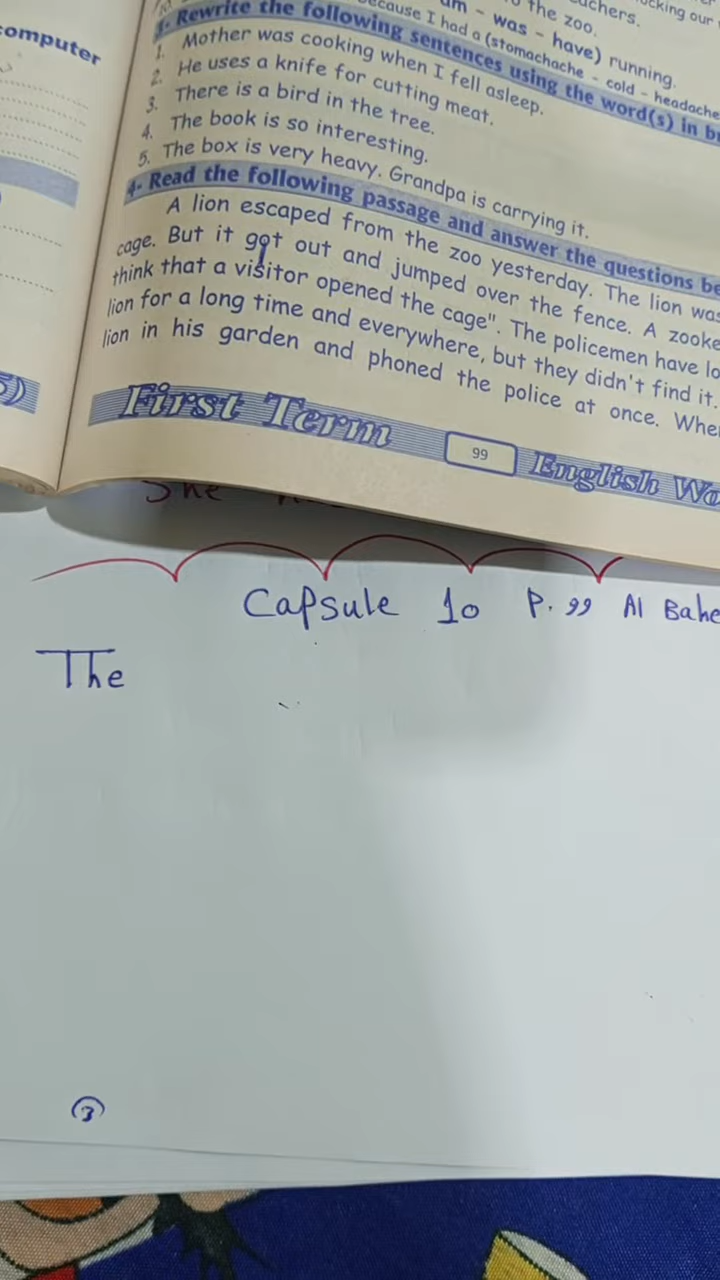 omputer
the zoo.
am - was - have) running.
because I had a (stomachache - cold - headache
3- Rewrite the following sentences using the word(s) in
1. Mother was cooking when I fell asleep.
2. He uses a knife for cutting meat.
3. There is a bird in the tree.
4. The book is so interesting.
5. The box is very heavy. Grandpa is carrying it.
4- Read the following passage and answer the questions be
A lion escaped from the zoo yesterday. The lion was
cage. But it got out and jumped over the fence. A zooke
think that a visitor opened the cage". The policemen have lo
lion for a long time and everywhere, but they didn't find it.
lion in his garden and phoned the police at once. When
5)
First Term 99 English Wo
She
Capsule 10 P. 99 Al Bahe
The
3